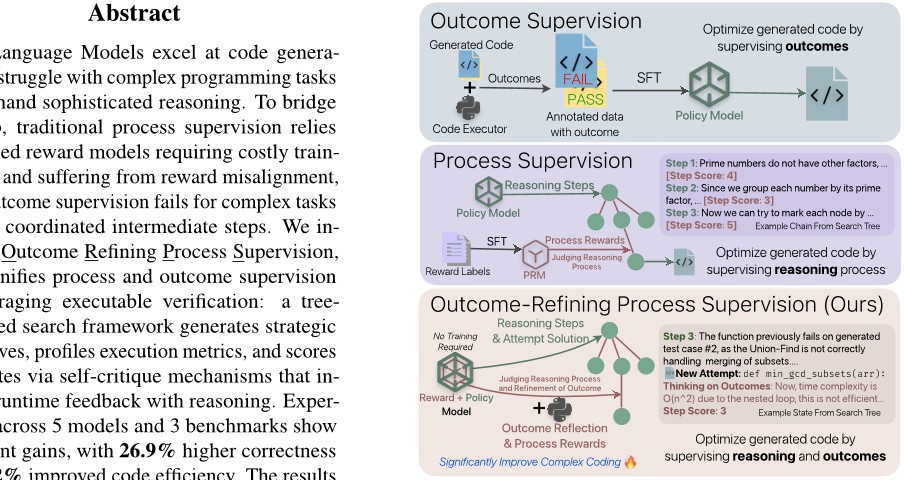 Abstract
Language Models excel at code genera-
struggle with complex programming tasks
mand sophisticated reasoning. To bridge
traditional process supervision relies
ed reward models requiring costly train-
and suffering from reward misalignment,
utcome supervision fails for complex tasks
coordinated intermediate steps. We in-
Outcome Refining Process Supervision,
nifies process and outcome supervision
raging executable verification: a tree-
ed search framework generates strategic
ves, profiles execution metrics, and scores
tes via self-critique mechanisms that in-
runtime feedback with reasoning. Exper-
across 5 models and 3 benchmarks show
nt gains, with 26.9% higher correctness
2% improved code efficiency. The results
Outcome Supervision
Generated Code
+
Code Executor
Outcomes
</>
FAIL
PASS
Annotated data
with outcome
SFT
Policy Model
Optimize generated code by
supervising outcomes
</>
Process Supervision
Policy Model
Reasoning Steps
Reward Labels
SFT
PRM
Process Rewards
Judging Reasoning
Process
Step 1: Prime numbers do not have other factors, ...
[Step Score: 4]
Step 2: Since we group each number by its prime
factor, ... [Step Score: 3]
Step 3: Now we can try to mark each node by ...
[Step Score: 5] Example Chain From Search Tree
Optimize generated code by
supervising reasoning process
Outcome-Refining Process Supervision (Ours)
No Training
Required
Reward + Policy
Model
Reasoning Steps
& Attempt Solution
Judging Reasoning Process
and Refinement of Outcome
+
Outcome Reflection
& Process Rewards
Significantly Improve Complex Coding 🔥
Step 3: The function previously fails on generated
test case #2, as the Union-Find is not correctly
handling merging of subsets....
New Attempt: def min_gcd_subsets(arr):
Thinking on Outcomes: Now, time complexity is
O(n^2) due to the nested loop, this is not efficient...
Step Score: 3 Example State From Search Tree
Optimize generated code by
supervising reasoning and outcomes